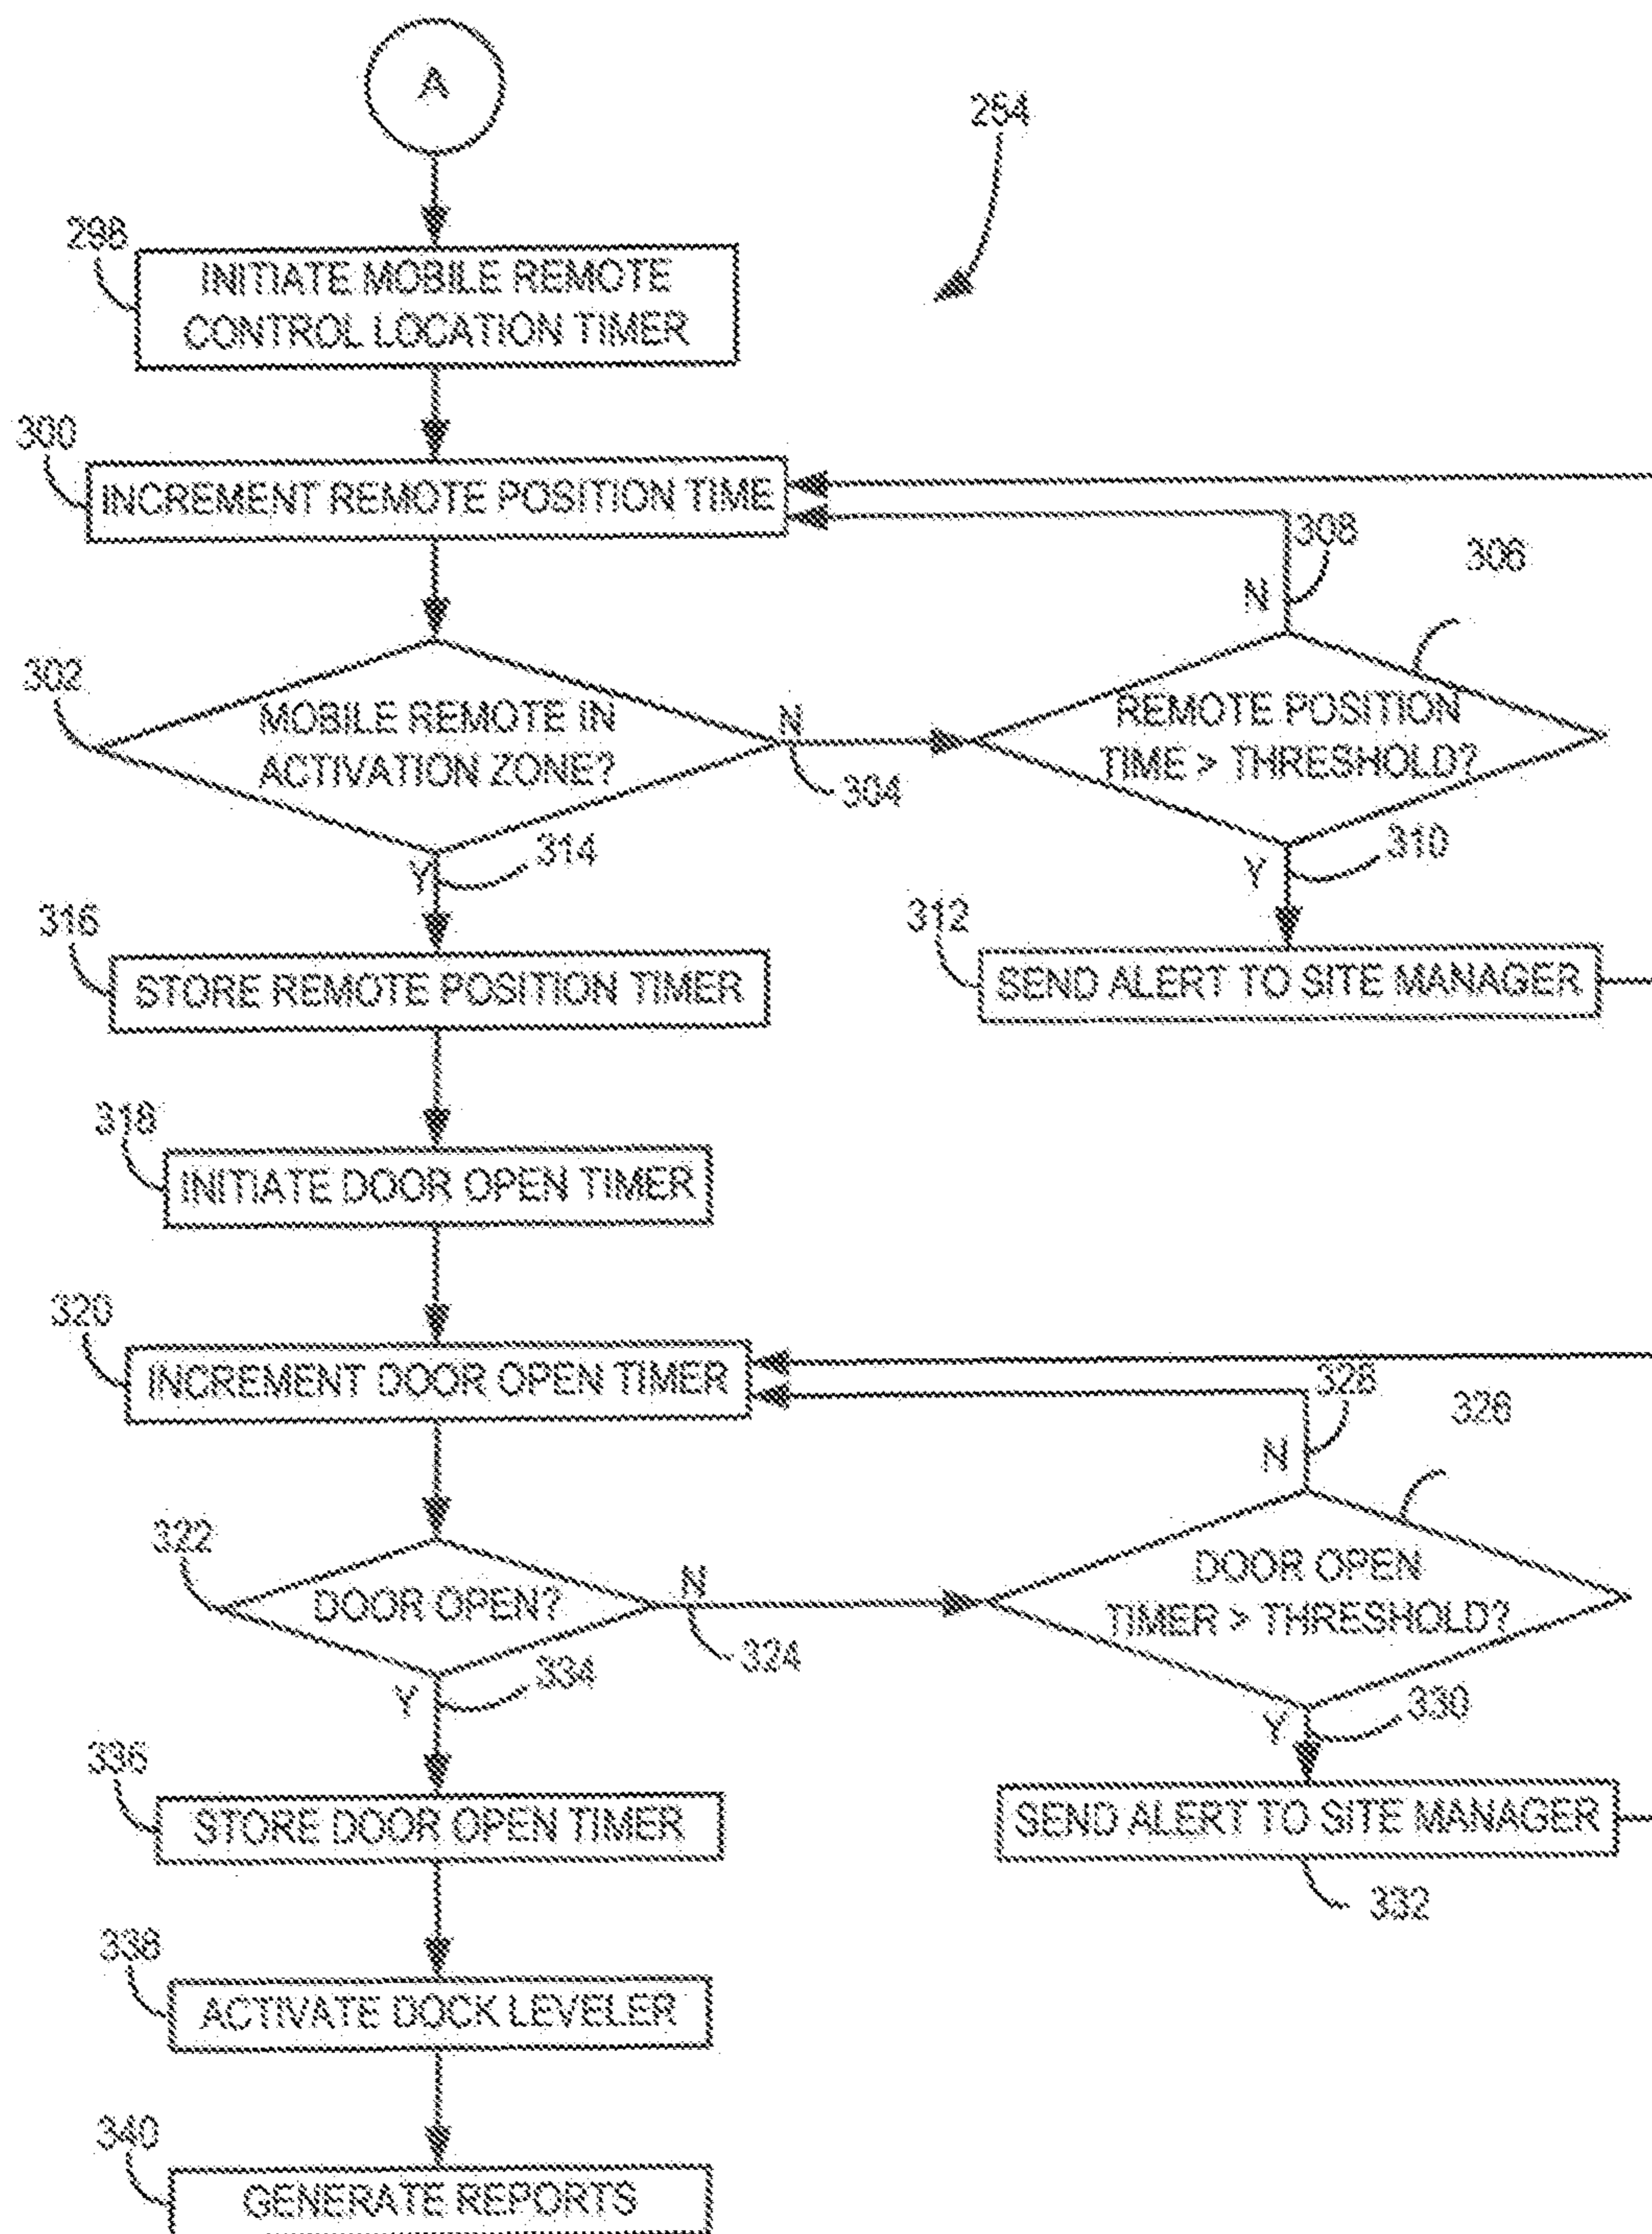 A
254
298
INITIATE MOBILE REMOTE
CONTROL LOCATION TIMER
300
INCREMENT REMOTE POSITION TIME
308
306
N
302
MOBILE REMOTE IN
ACTIVATION ZONE?
N
304
REMOTE POSITION
TIME > THRESHOLD?
314
Y
310
Y
316
STORE REMOTE POSITION TIMER
312
SEND ALERT TO SITE MANAGER
318
INITIATE DOOR OPEN TIMER
320
INCREMENT DOOR OPEN TIMER
328
326
N
322
DOOR OPEN?
N
324
DOOR OPEN
TIMER > THRESHOLD?
334
Y
330
Y
336
STORE DOOR OPEN TIMER
SEND ALERT TO SITE MANAGER
332
338
ACTIVATE DOCK LEVELER
340
GENERATE REPORTS